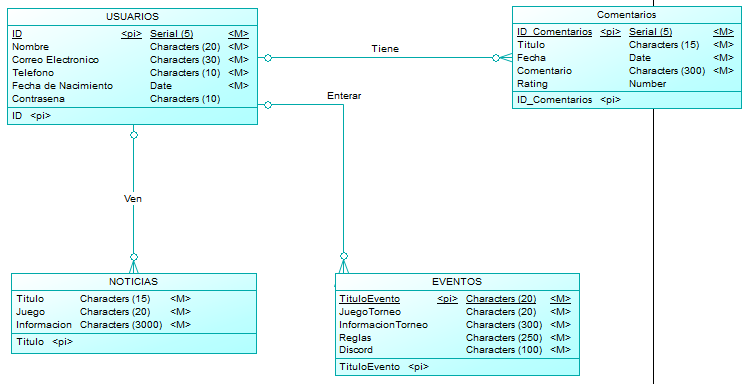 USUARIOS
ID <pi> Serial (5) <M>
Nombre Characters (20) <M>
Correo Electronico Characters (30) <M>
Telefono Characters (10) <M>
Fecha de Nacimiento Date <M>
Contrasena Characters (10)
ID <pi>
Comentarios
ID_Comentarios <pi> Serial (5) <M>
Titulo Characters (15) <M>
Fecha Date <M>
Comentario Characters (300) <M>
Rating Number
ID_Comentarios <pi>
Tiene
Enterar
Ven
NOTICIAS
Titulo Characters (15) <M>
Juego Characters (20) <M>
Informacion Characters (3000) <M>
Titulo <pi>
EVENTOS
TituloEvento <pi> Characters (20) <M>
JuegoTorneo Characters (20) <M>
InformacionTorneo Characters (300) <M>
Reglas Characters (250) <M>
Discord Characters (100) <M>
TituloEvento <pi>